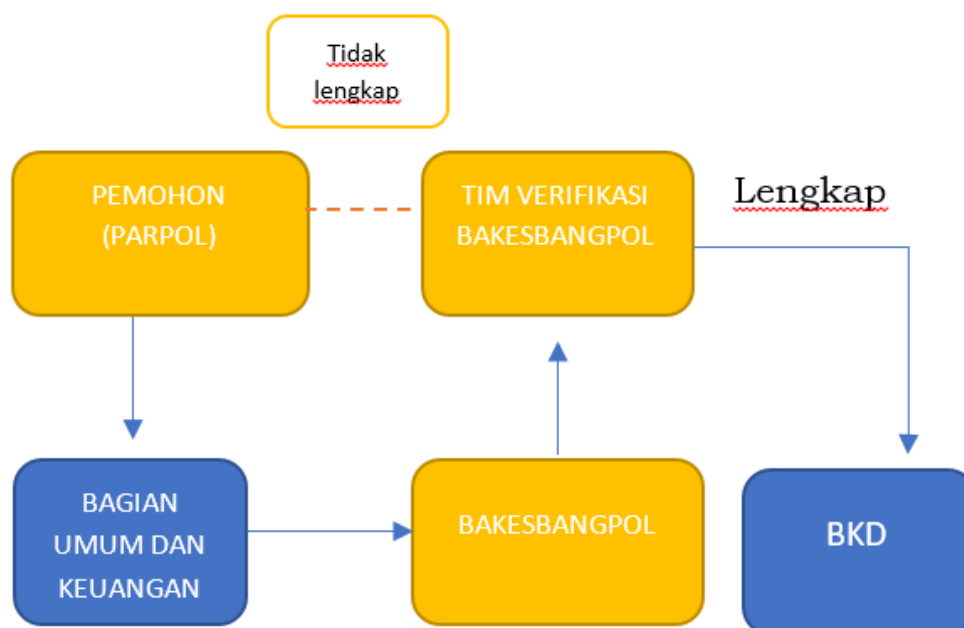 Tidak
lengkap
PEMOHON
(PARPOL)
TIM VERIFIKASI
BAKESBANGPOL
Lengkap
BAGIAN
UMUM DAN
KEUANGAN
BAKESBANGPOL
BKD